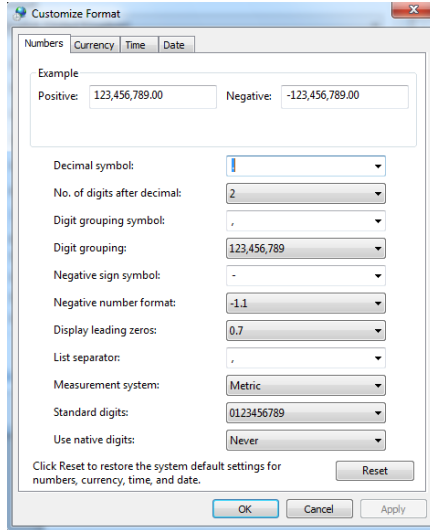 Customize Format
Numbers Currency Time Date
Example
Positive: 123,456,789.00 Negative: -123,456,789.00
Decimal symbol: .
No. of digits after decimal: 2
Digit grouping symbol: ,
Digit grouping: 123,456,789
Negative sign symbol: -
Negative number format: -1.1
Display leading zeros: 0.7
List separator: ,
Measurement system: Metric
Standard digits: 0123456789
Use native digits: Never
Click Reset to restore the system default settings for
numbers, currency, time, and date.
Reset
OK Cancel Apply